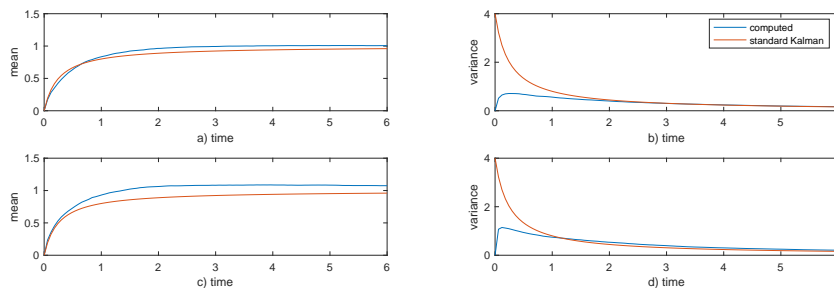 1.5
1
0.5
0
mean
0 1 2 3 4 5 6
a) time
4
2
0
variance
computed
standard Kalman
0 1 2 3 4 5
b) time
1.5
1
0.5
0
mean
0 1 2 3 4 5 6
c) time
4
2
0
variance
0 1 2 3 4 5
d) time